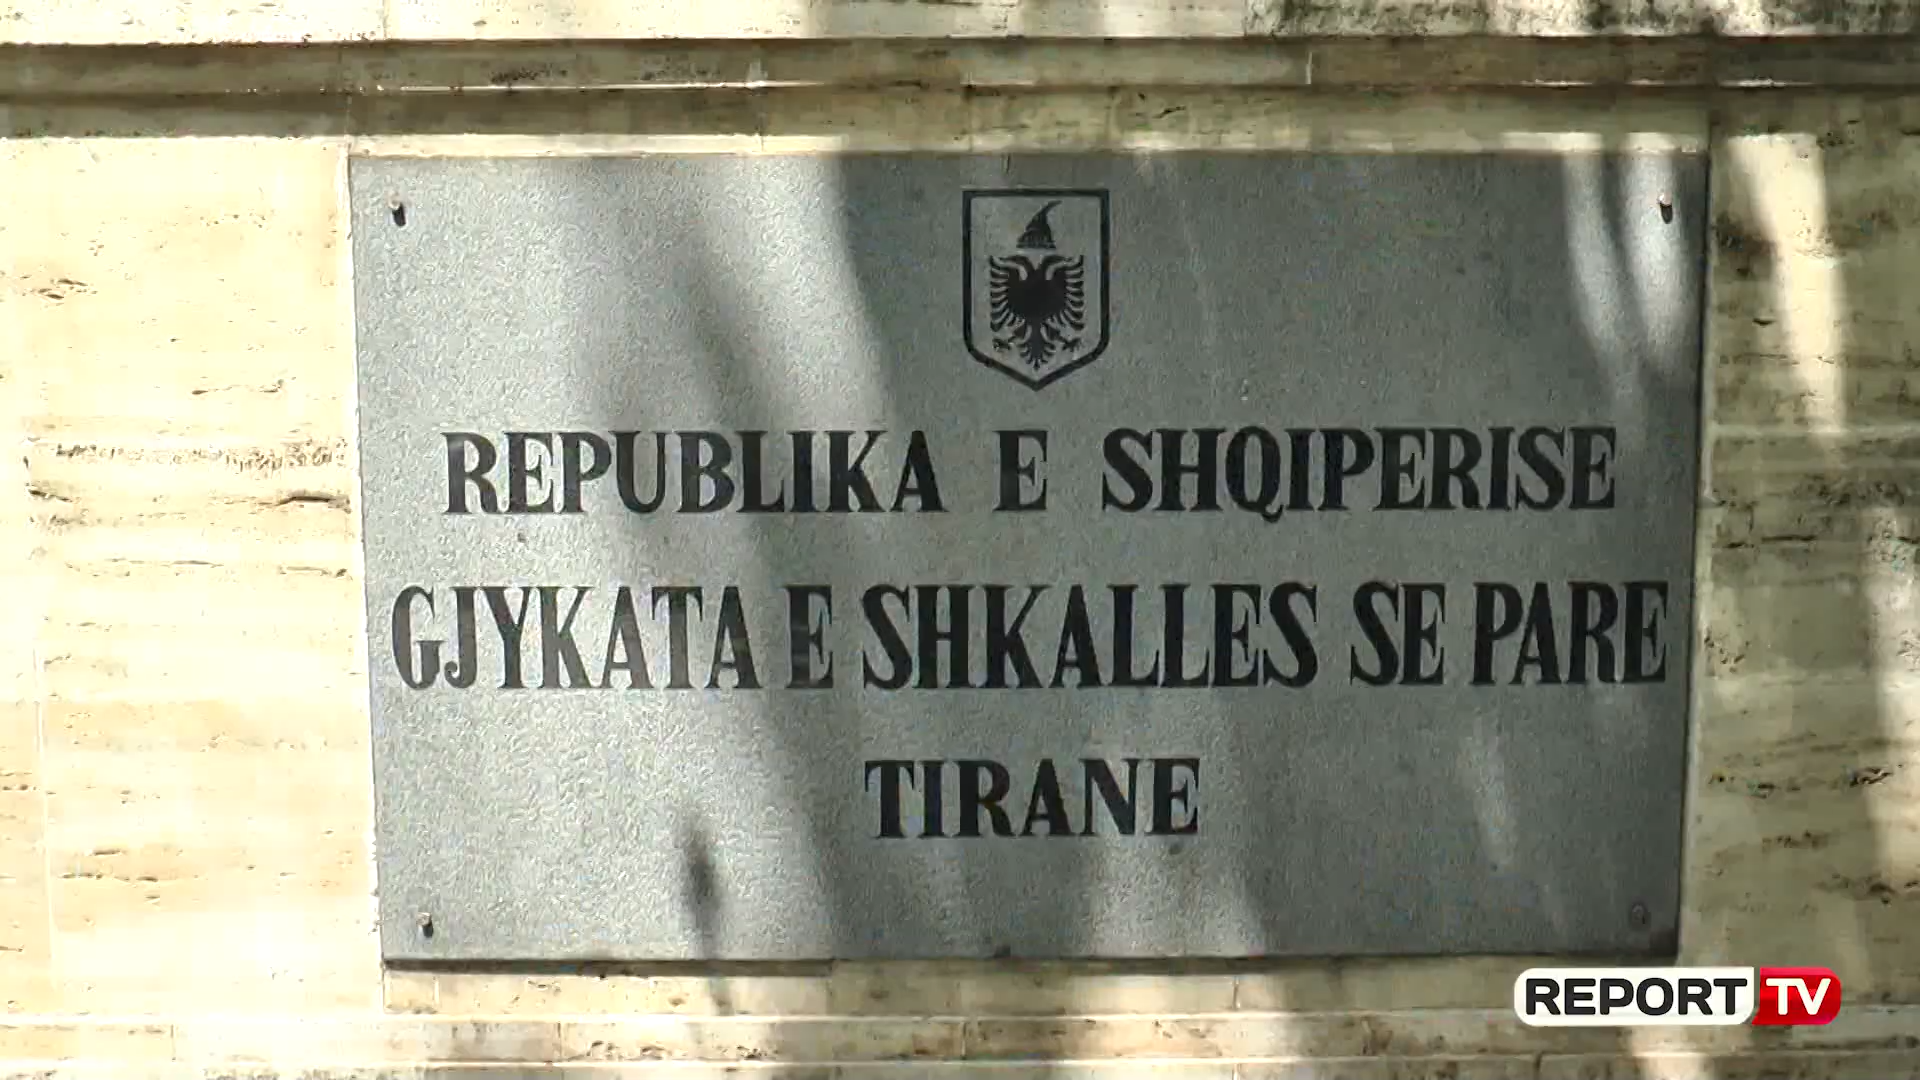 REPUBLIKA E SHQIPERISE
GJYKATA E SHKALLES SE PARE
TIRANE
REPORT TV